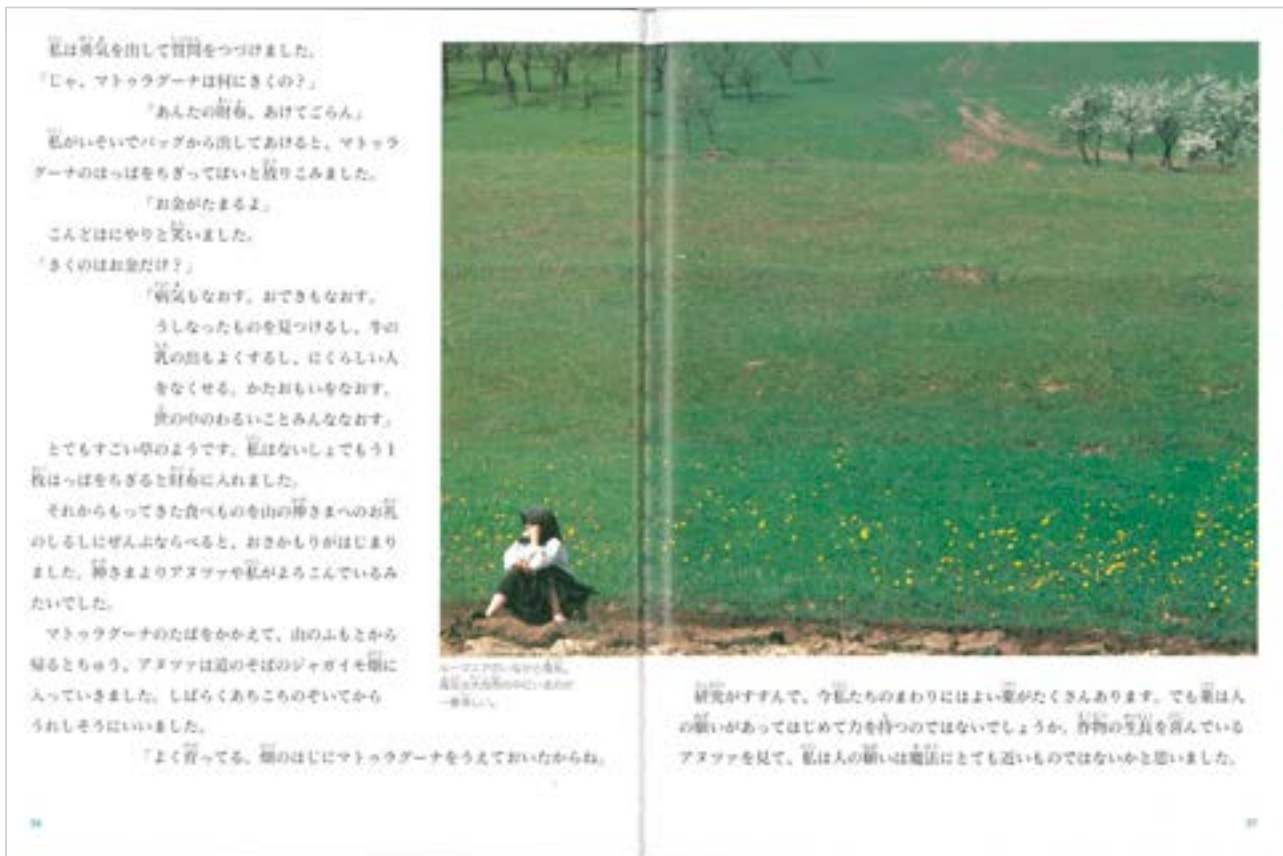 私は勇気を出して質問をつづけました。
「じゃ、マトゥラグーナは何にきくの？」
「あんたの財布、あけてごらん」
私がいそいでバッグから出してあけると、マトゥラ
グーナのはっぱをちぎってぽいと放りこみました。
「お金がたまるよ」
こんどはにやりと笑いました。
「きくのはお金だけ？」
「病気もなおす。おできもなおす。
うしなったものを見つけるし、牛の
乳の出もよくするし、にくらしい人
をなくせる。かたおもいをなおす。
世の中のわるいことみんななおす」
とてもすごい草のようです。私はないしょでもう1
枚はっぱをちぎると財布に入れました。
それからもってきた食べものを山の神さまへのお礼
のしるしにぜんぶならべると、おさかもりがはじまり
ました。神さまよりアヌツァや私がよろこんでいるみ
たいでした。
マトゥラグーナのたばをかかえて、山のふもとから
帰るとちゅう、アヌツァは道のそばのジャガイモ畑に
入っていきました。しばらくあちこちのぞいてから
うれしそうにいいました。
「よく育ってる。畑のはじにマトゥラグーナをうえておいたからね」
ルーマニアのいなかと魔女。
一番美しい。
研究がすすんで、今私たちのまわりにはよい薬がたくさんあります。でも薬は人
の願いがあってはじめて力を持つのではないでしょうか。作物の生長を喜んでいる
アヌツァを見て、私は人の願いは魔法にとても近いものではないかと思いました。
36
37